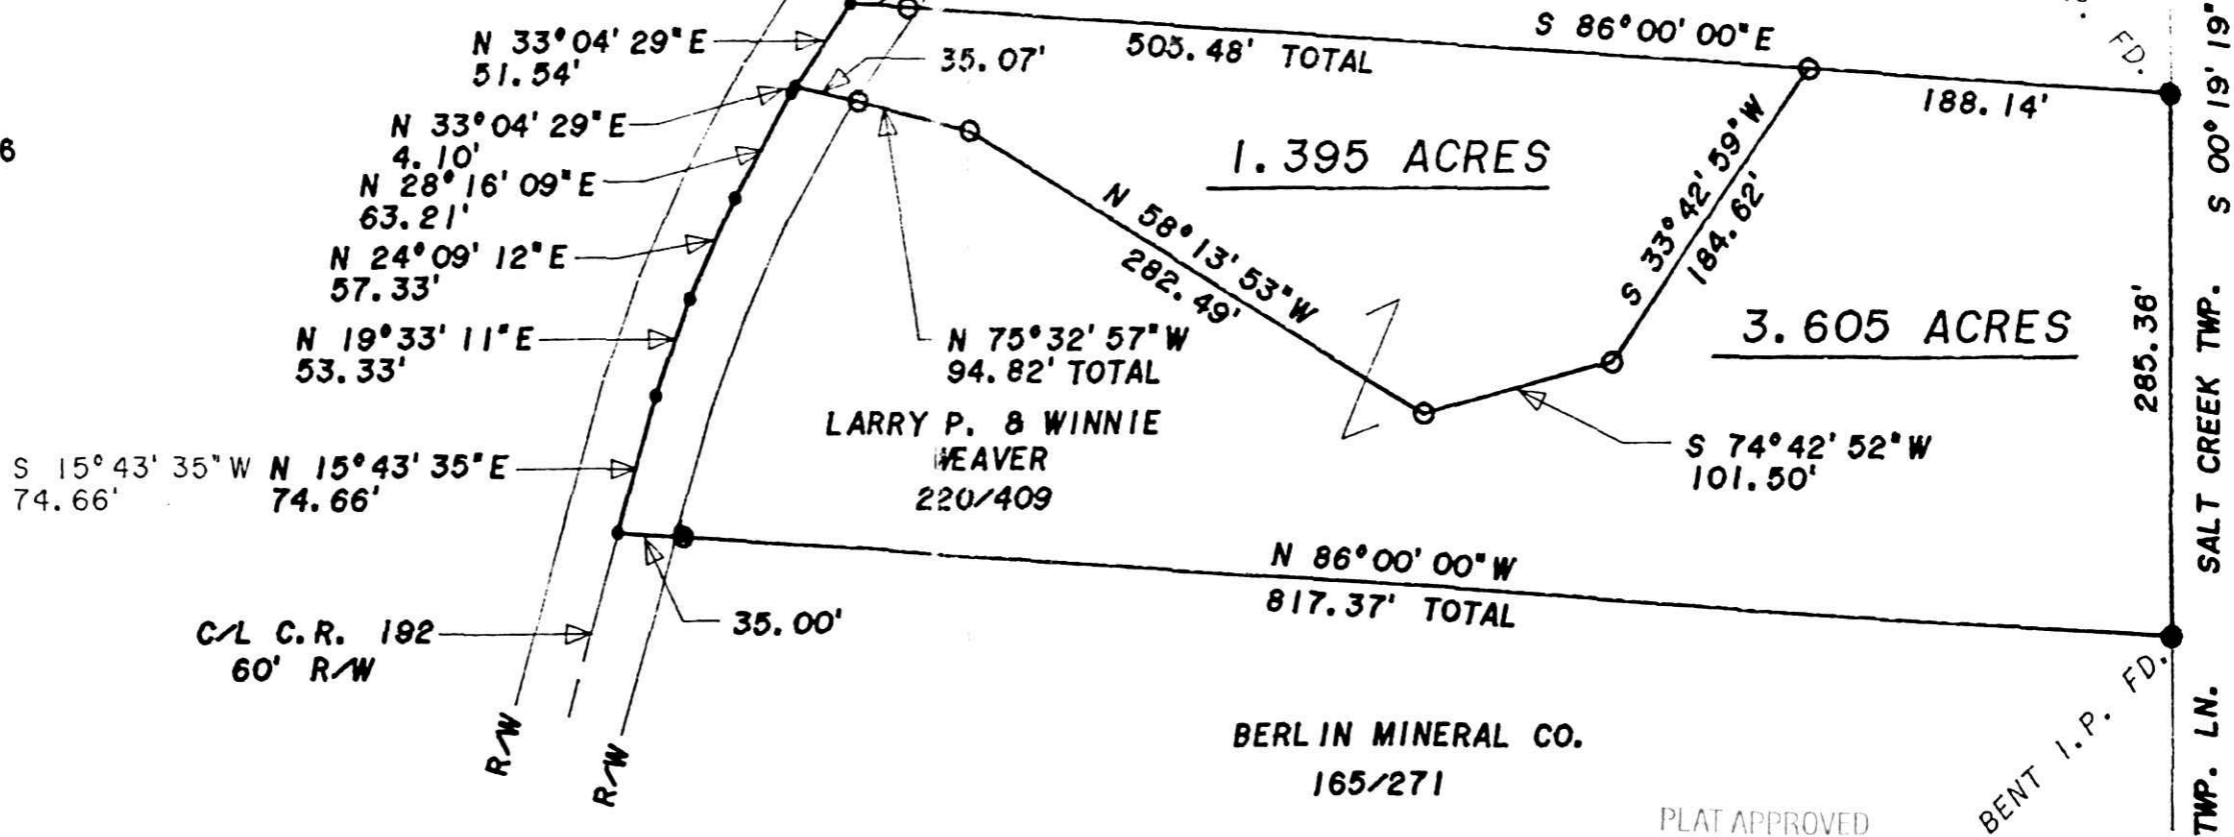 N 33°04'29"E
51.54'
N 33°04'29"E
4.10'
N 28°16'09"E
63.21'
N 24°09'12"E
57.33'
N 19°33'11"E
53.33'
S 15°43'35"W
74.66'
N 15°43'35"E
74.66'
C/L C.R. 192
60' R/W
R/W
R/W
6
35.07'
505.48' TOTAL
S 86°00'00"E
188.14'
FD.
1.395 ACRES
N 58°13'53"W
282.49'
S 33°42'59"W
184.62'
3.605 ACRES
N 75°32'57"W
94.82' TOTAL
LARRY P. & WINNIE
WEAVER
220/409
S 74°42'52"W
101.50'
N 86°00'00"W
817.37' TOTAL
35.00'
BERLIN MINERAL CO.
165/271
PLAT APPROVED
BENT I.P. FD.
285.36'
TWP. LN. SALT CREEK TWP. S 00°19'19"